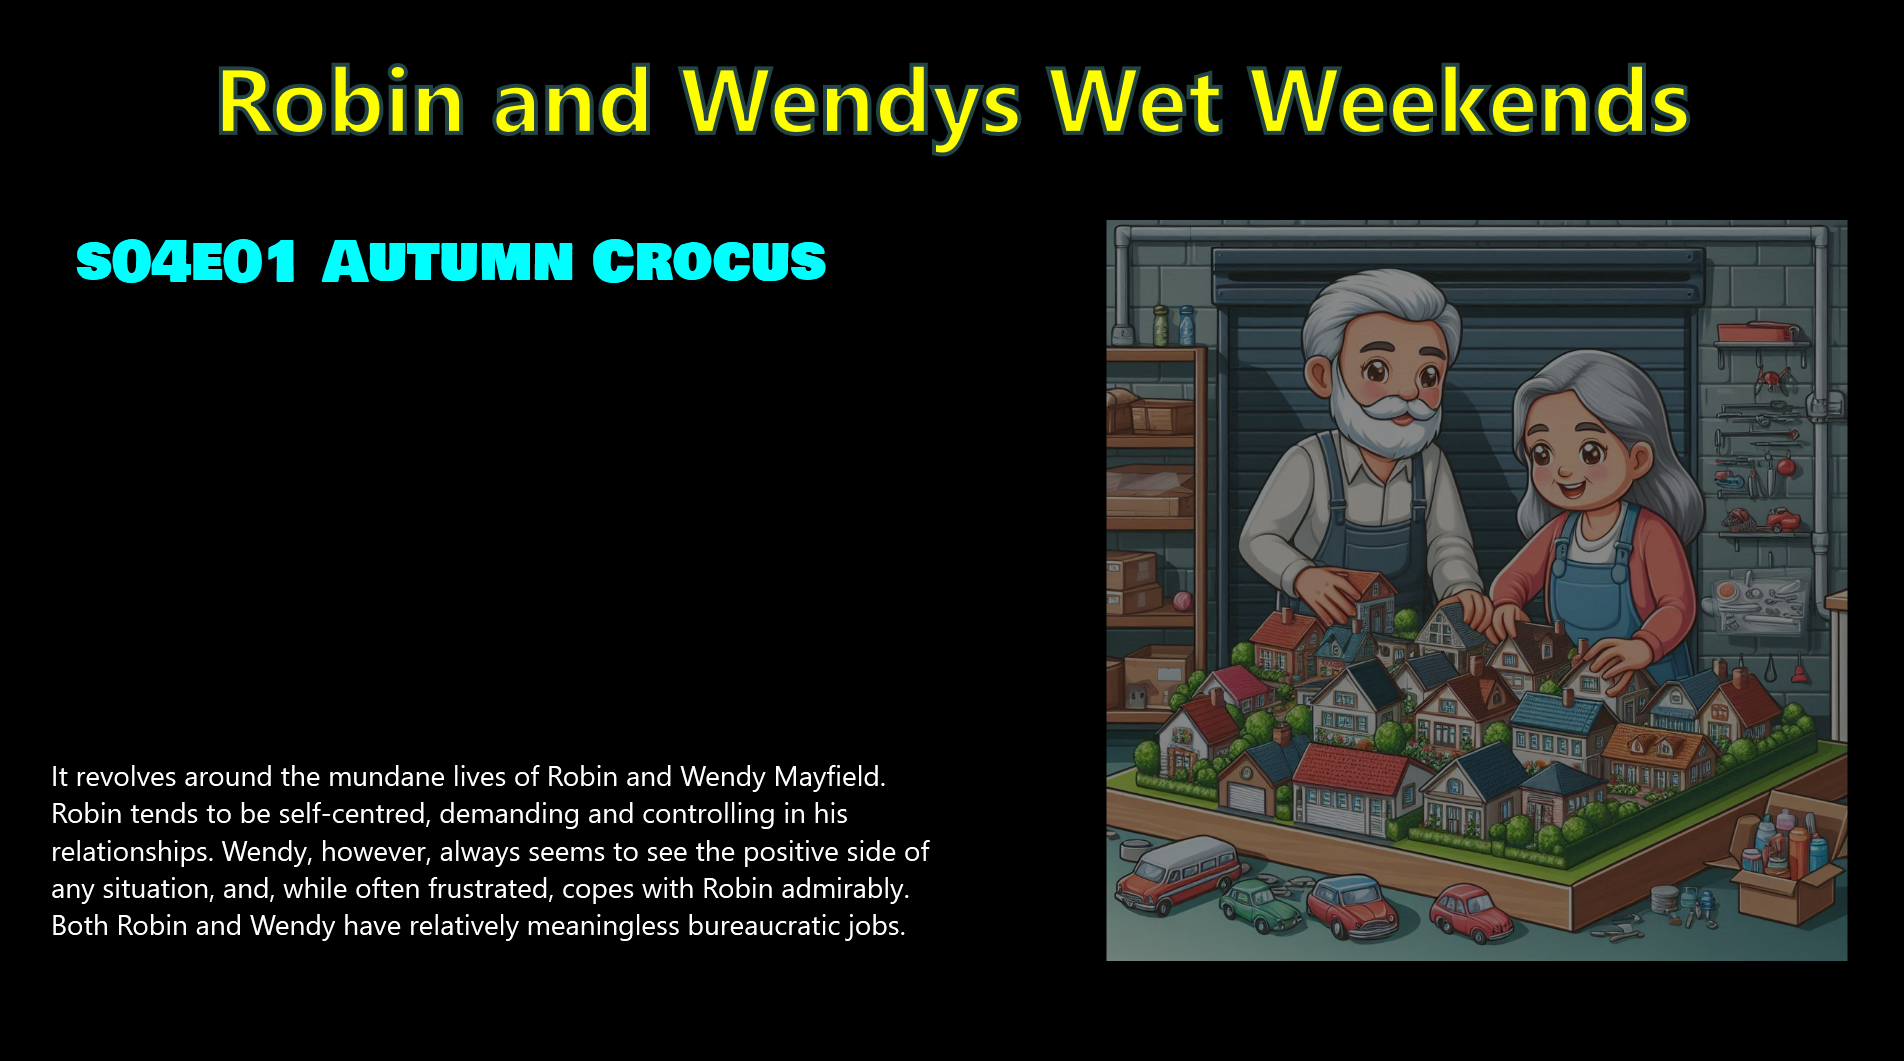 Robin and Wendys Wet Weekends
S04E01 Autumn Crocus
It revolves around the mundane lives of Robin and Wendy Mayfield.
Robin tends to be self-centred, demanding and controlling in his
relationships. Wendy, however, always seems to see the positive side of
any situation, and, while often frustrated, copes with Robin admirably.
Both Robin and Wendy have relatively meaningless bureaucratic jobs.